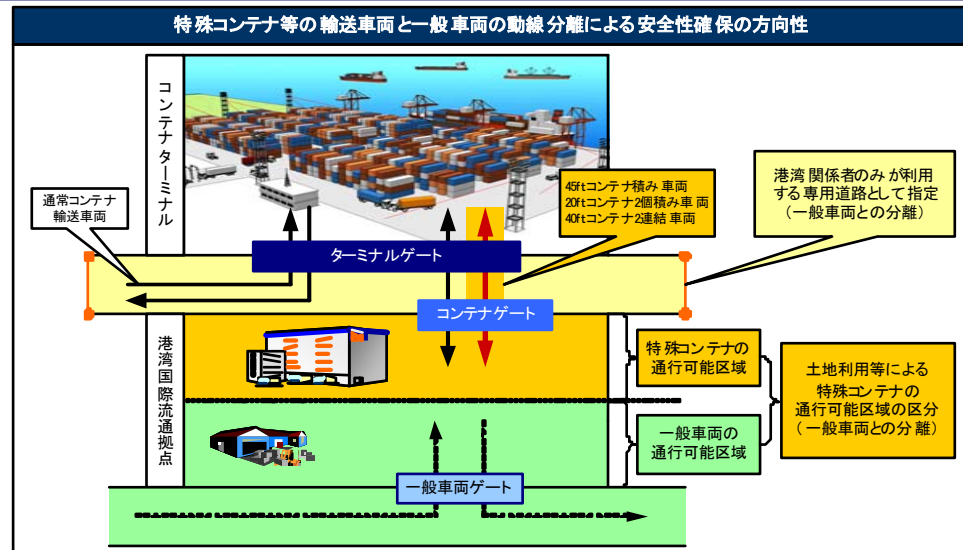 特殊コンテナ等の輸送車両と一般車両の動線分離による安全性確保の方向性
コンテナターミナル
通常コンテナ
輸送車両
45ftコンテナ積み車両
20ftコンテナ2個積み車両
40ftコンテナ2連結車両
港湾関係者のみが利用
する専用道路として指定
(一般車両との分離)
ターミナルゲート
コンテナゲート
港湾国際流通拠点
特殊コンテナの
通行可能区域
土地利用等による
特殊コンテナの
通行可能区域の区分
(一般車両との分離)
一般車両の
通行可能区域
一般車両ゲート